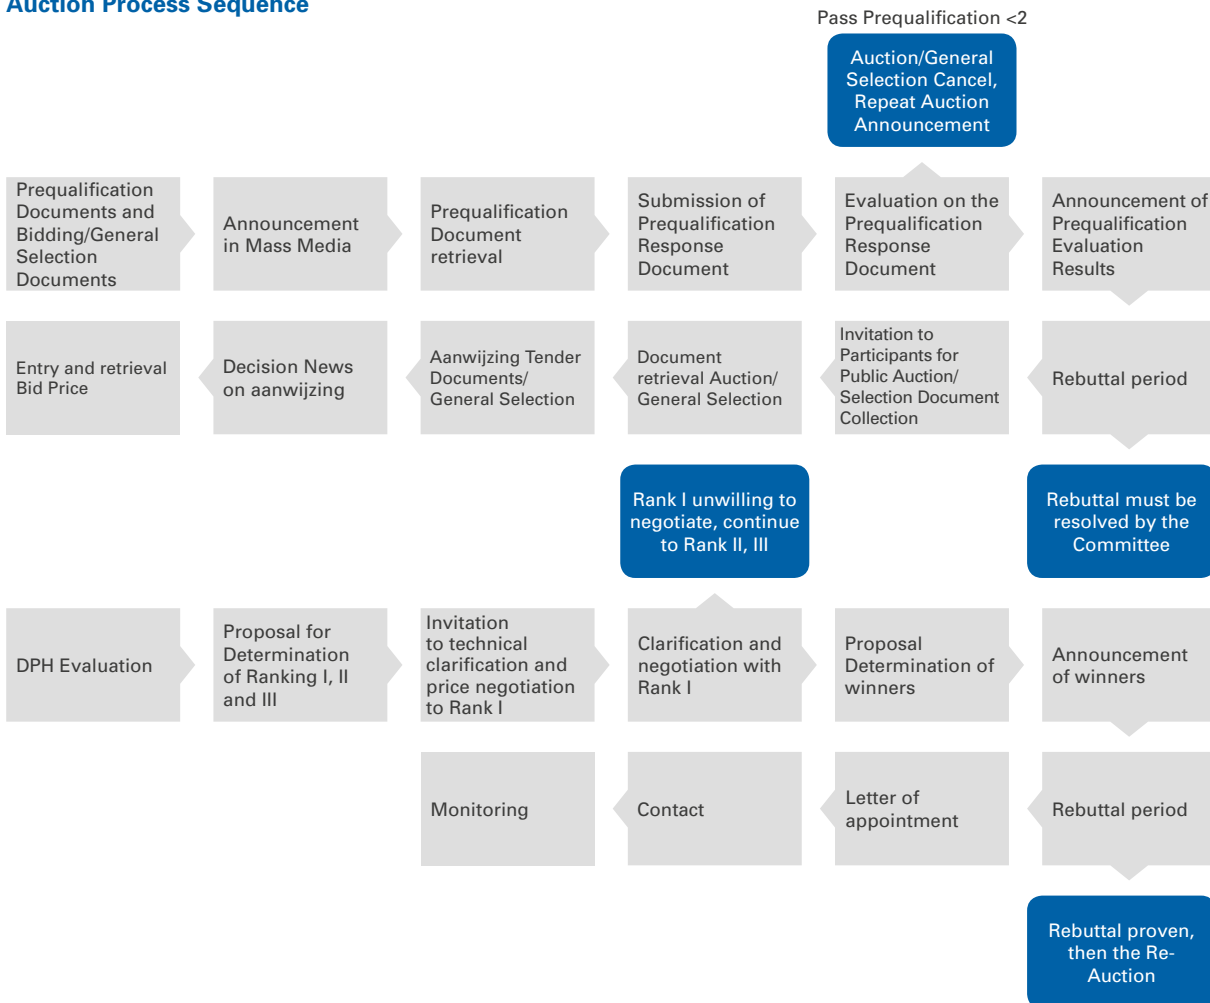 Auction Process Sequence
Pass Prequalification <2
Auction/General
Selection Cancel,
Repeat Auction
Announcement
Prequalification
Documents and
Bidding/General
Selection
Documents
Announcement
in Mass Media
Prequalification
Document
retrieval
Submission of
Prequalification
Response
Document
Evaluation on the
Prequalification
Response
Document
Announcement of
Prequalification
Evaluation
Results
Entry and retrieval
Bid Price
Decision News
on aanwijzing
Aanwijzing Tender
Documents/
General Selection
Document
retrieval Auction/
General Selection
Invitation to
Participants for
Public Auction/
Selection Document
Collection
Rebuttal period
Rank I unwilling to
negotiate, continue
to Rank II, III
Rebuttal must be
resolved by the
Committee
DPH Evaluation
Proposal for
Determination
of Ranking I, II
and III
Invitation
to technical
clarification and
price negotiation
to Rank I
Clarification and
negotiation with
Rank I
Proposal
Determination of
winners
Announcement
of winners
Monitoring
Contact
Letter of
appointment
Rebuttal period
Rebuttal proven,
then the Re-
Auction